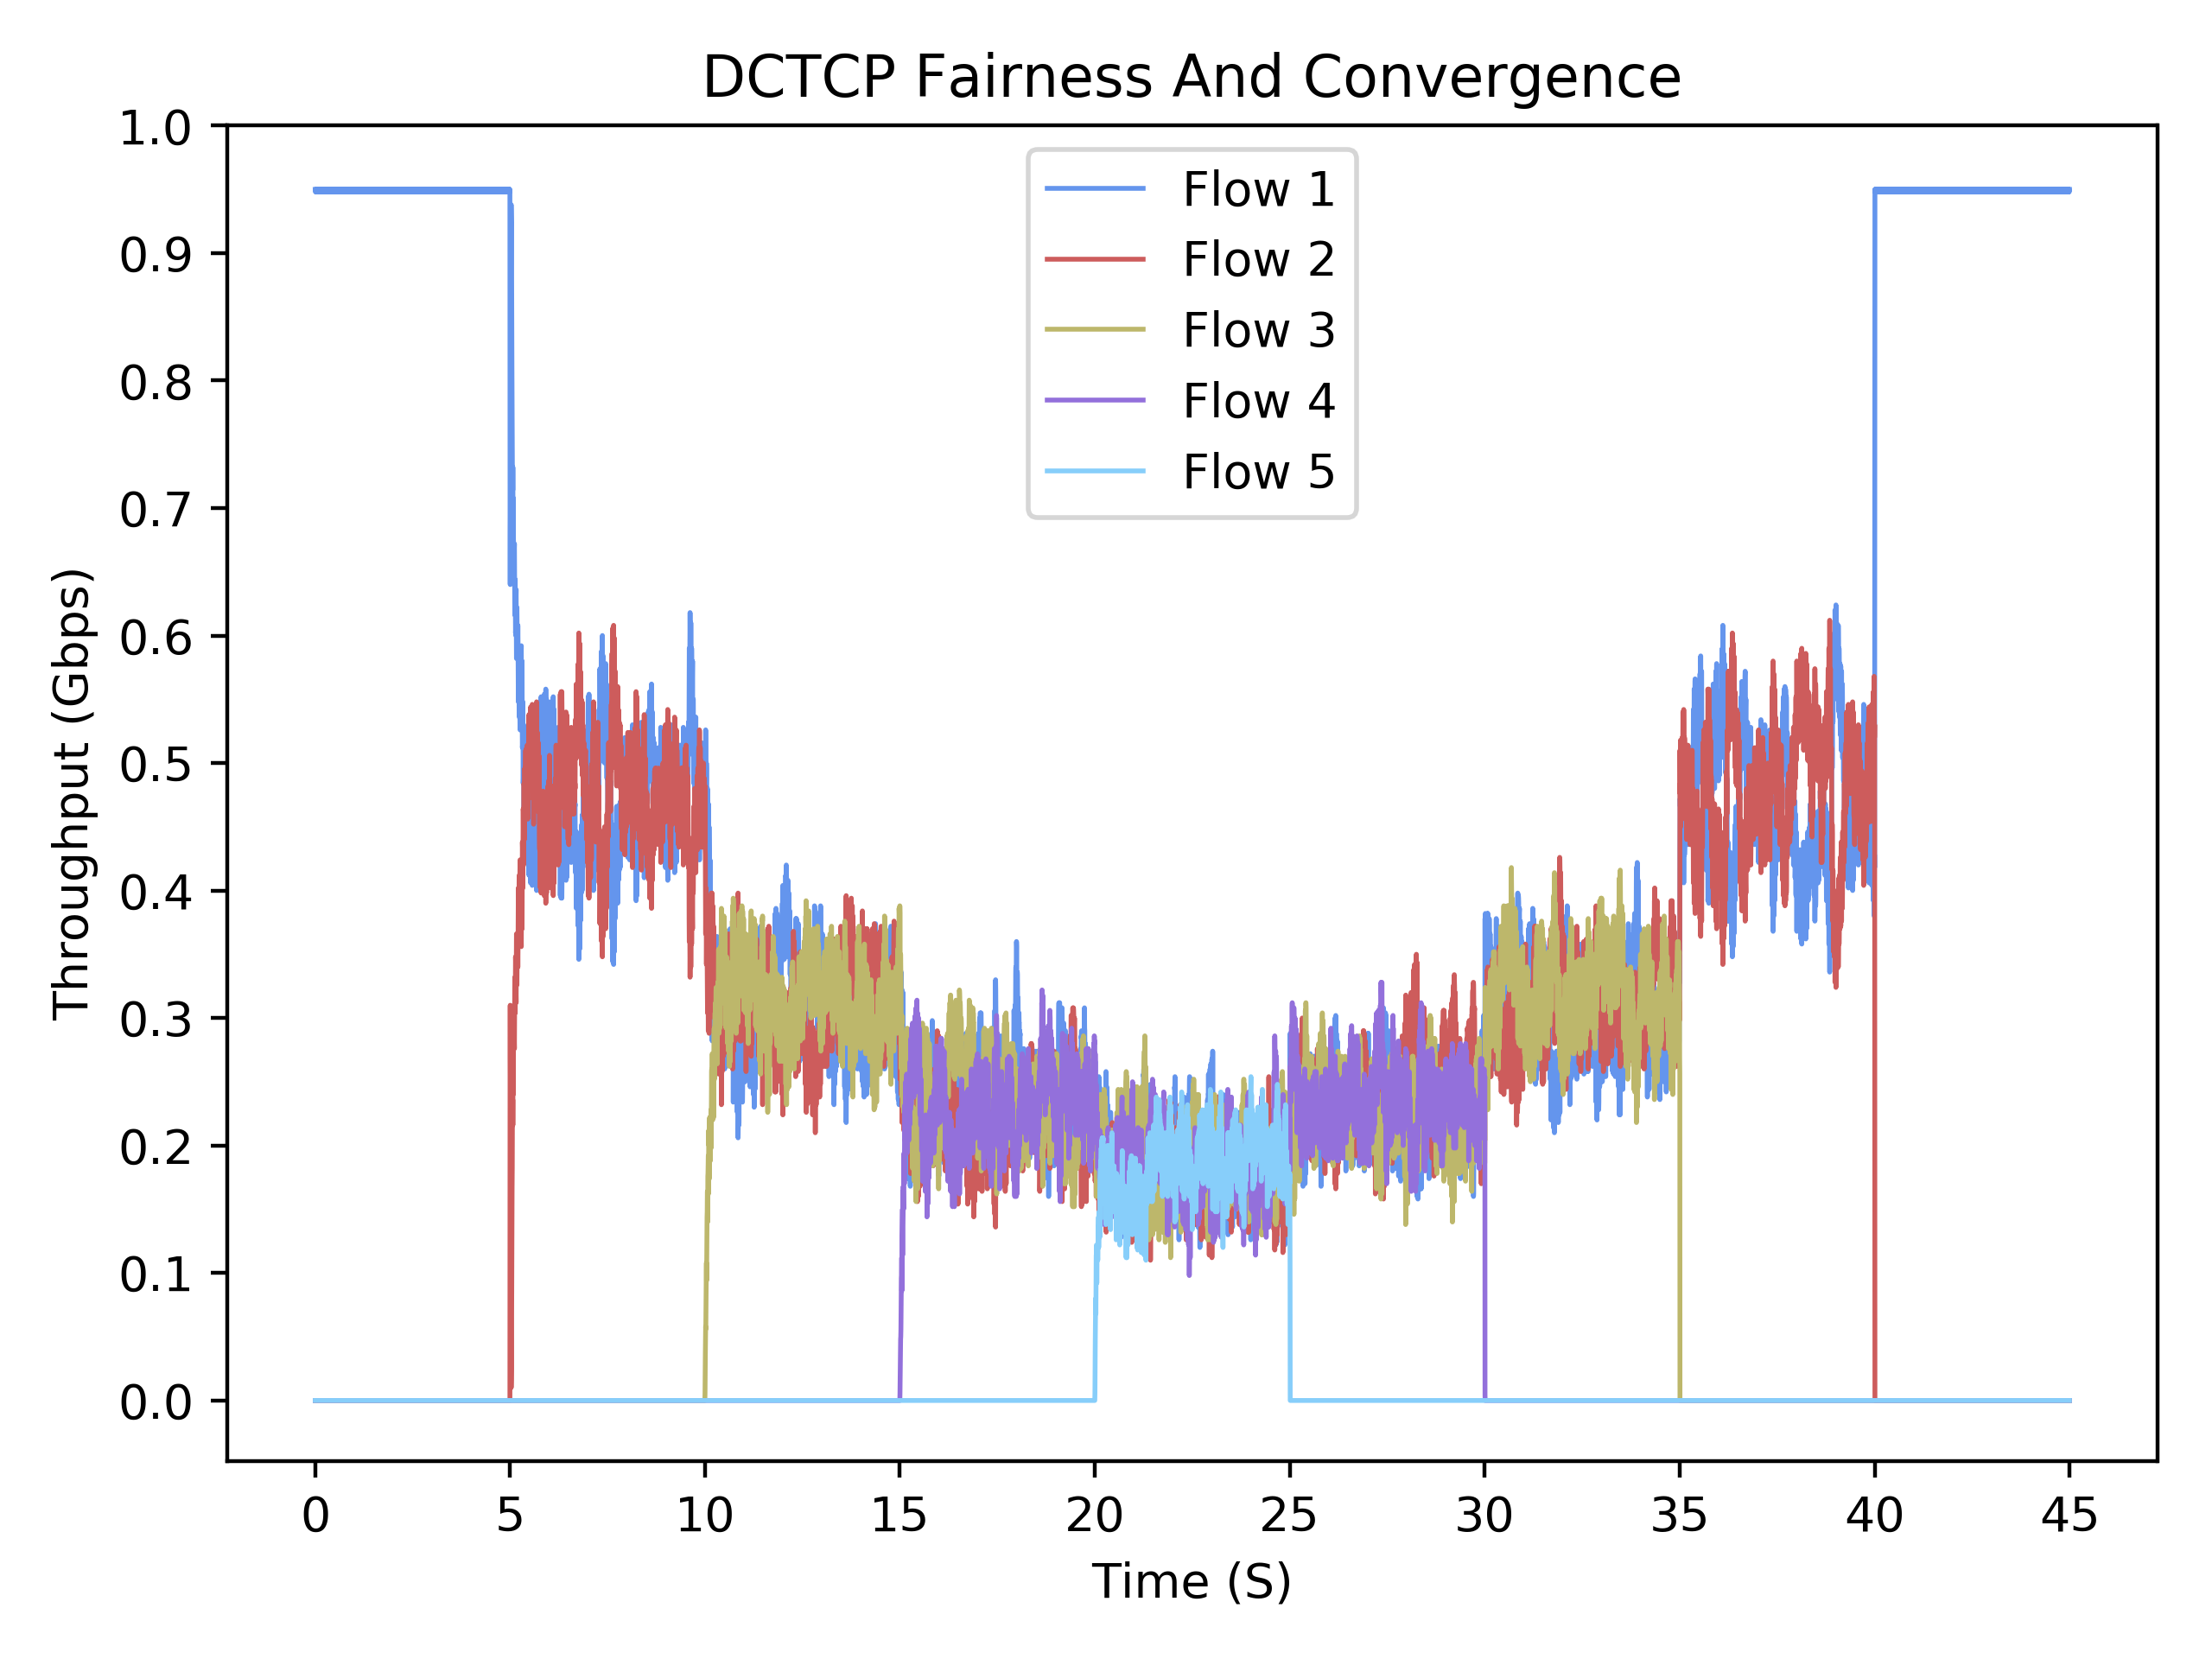 DCTCP Fairness And Convergence
1.0
0.9
0.8
0.7
0.6
0.5
0.4
0.3
0.2
0.1
0.0
Throughput (Gbps)
Flow 1
Flow 2
Flow 3
Flow 4
Flow 5
0 5 10 15 20 25 30 35 40 45
Time (S)